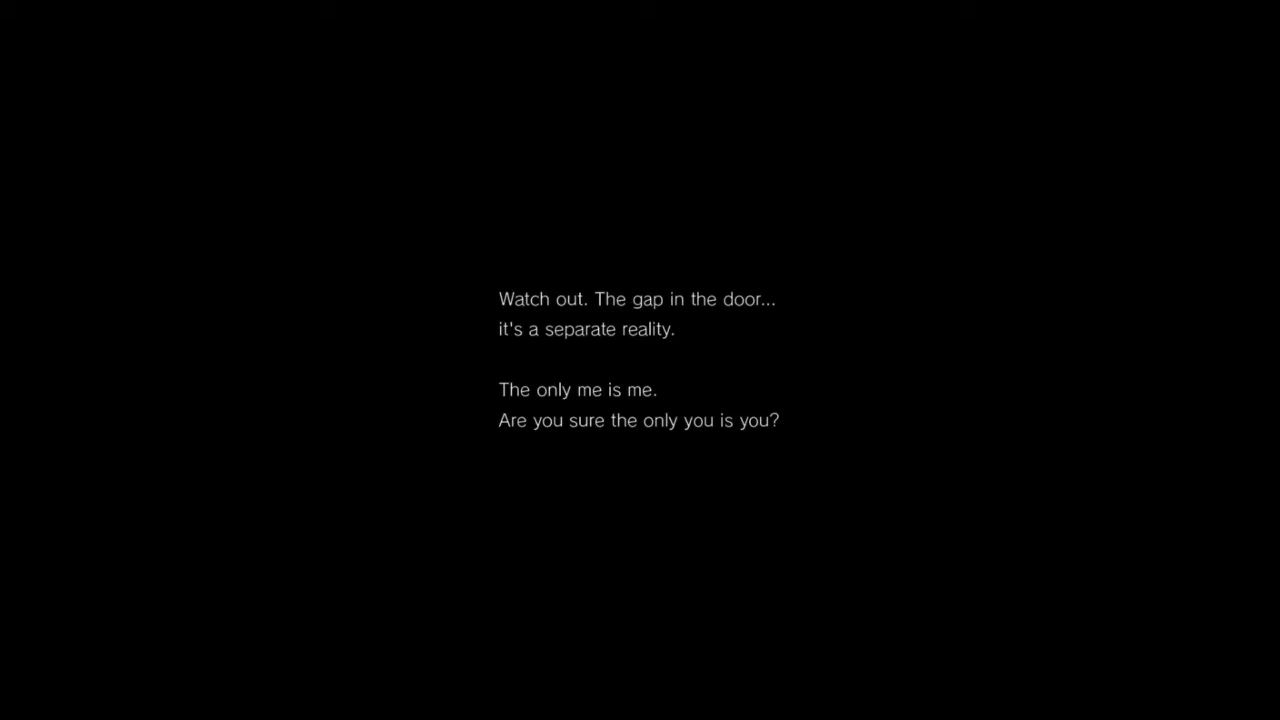 Watch out. The gap in the door...
it's a separate reality.
The only me is me.
Are you sure the only you is you?